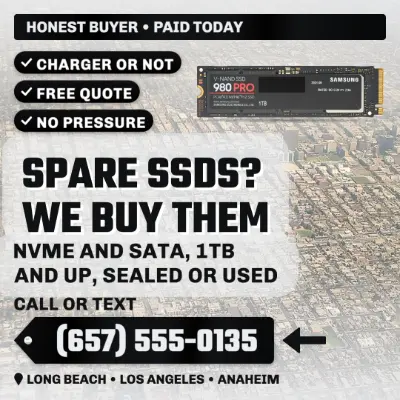 HONEST BUYER • PAID TODAY
CHARGER OR NOT
FREE QUOTE
NO PRESSURE
V-NAND SSD
980 PRO
1TB
SAMSUNG
SPARE SSDS?
WE BUY THEM
NVME AND SATA, 1TB
AND UP, SEALED OR USED
CALL OR TEXT
(657) 555-0135
LONG BEACH • LOS ANGELES • ANAHEIM